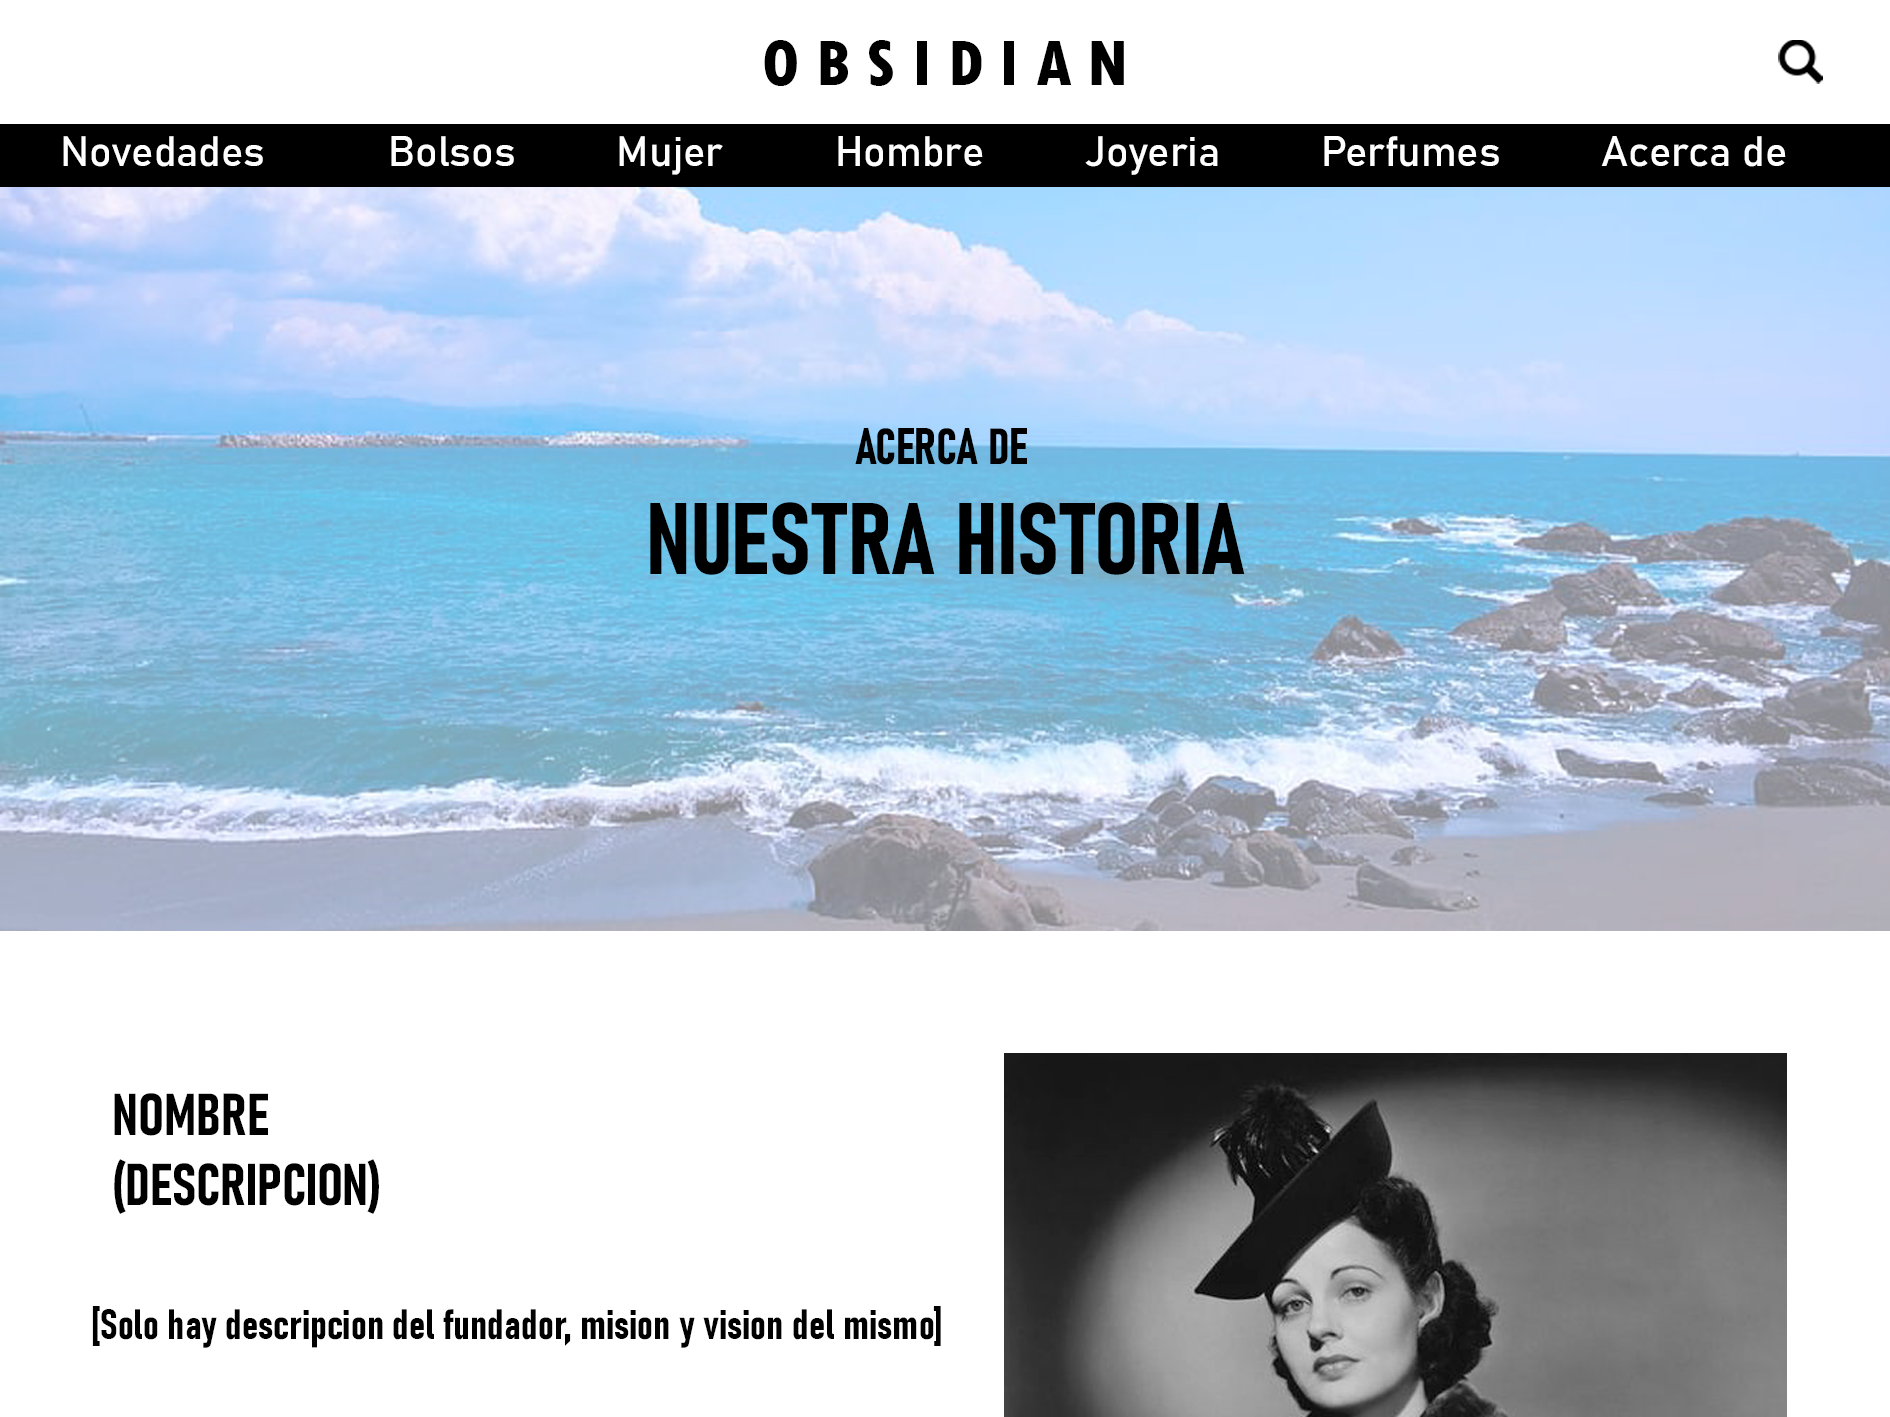 OBSIDIAN
Novedades Bolsos Mujer Hombre Joyeria Perfumes Acerca de
ACERCA DE
NUESTRA HISTORIA
NOMBRE
(DESCRIPCION)
[Solo hay descripcion del fundador, mision y vision del mismo]